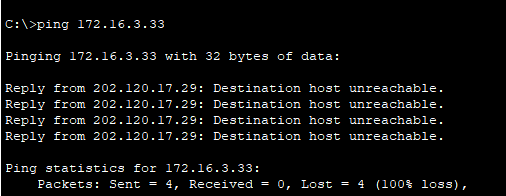 C:\>ping 172.16.3.33
Pinging 172.16.3.33 with 32 bytes of data:
Reply from 202.120.17.29: Destination host unreachable.
Reply from 202.120.17.29: Destination host unreachable.
Reply from 202.120.17.29: Destination host unreachable.
Reply from 202.120.17.29: Destination host unreachable.
Ping statistics for 172.16.3.33:
Packets: Sent = 4, Received = 0, Lost = 4 (100% loss),